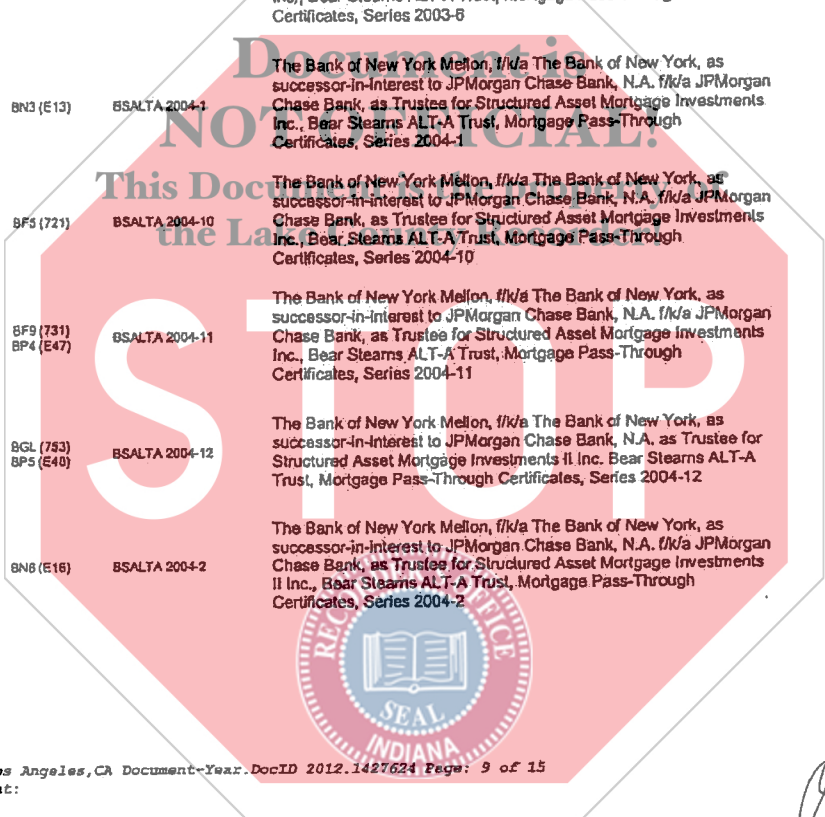 Certificates, Series 2003-6
Document is
NOT OFFICIAL!
This Document is the property of
the Lake County Recorder!
BN3 (E13) BSALTA 2004-1
The Bank of New York Mellon, f/k/a The Bank of New York, as
successor-in-Interest to JPMorgan Chase Bank, N.A. f/k/a JPMorgan
Chase Bank, as Trustee for Structured Asset Mortgage Investments
Inc., Bear Stearns ALT-A Trust, Mortgage Pass-Through
Certificates, Series 2004-1
BF5 (721) BSALTA 2004-10
The Bank of New York Mellon, f/k/a The Bank of New York, as
successor-in-interest to JPMorgan Chase Bank, N.A. f/k/a JPMorgan
Chase Bank, as Trustee for Structured Asset Mortgage Investments
Inc., Bear Stearns ALT-A Trust, Mortgage Pass-Through
Certificates, Series 2004-10
BF9 (731)
BP4 (E47)
BSALTA 2004-11
The Bank of New York Mellon, f/k/a The Bank of New York, as
successor-in-interest to JPMorgan Chase Bank, N.A. f/k/a JPMorgan
Chase Bank, as Trustee for Structured Asset Mortgage Investments
Inc., Bear Stearns ALT-A Trust, Mortgage Pass-Through
Certificates, Series 2004-11
STOP
BGL (753)
BP5 (E48)
BSALTA 2004-12
The Bank of New York Mellon, f/k/a The Bank of New York, as
successor-in-Interest to JPMorgan Chase Bank, N.A. as Trustee for
Structured Asset Mortgage Investments II Inc. Bear Stearns ALT-A
Trust, Mortgage Pass-Through Certificates, Series 2004-12
BN6 (E16) BSALTA 2004-2
The Bank of New York Mellon, f/k/a The Bank of New York, as
successor-in-interest to JPMorgan Chase Bank, N.A. f/k/a JPMorgan
Chase Bank, as Trustee for Structured Asset Mortgage Investments
II Inc., Bear Stearns ALT-A Trust, Mortgage Pass-Through
Certificates, Series 2004-2
SEAL
INDIANA
os Angeles,CA Document-Year.DocID 2012.1427624 Page: 9 of 15
nt: